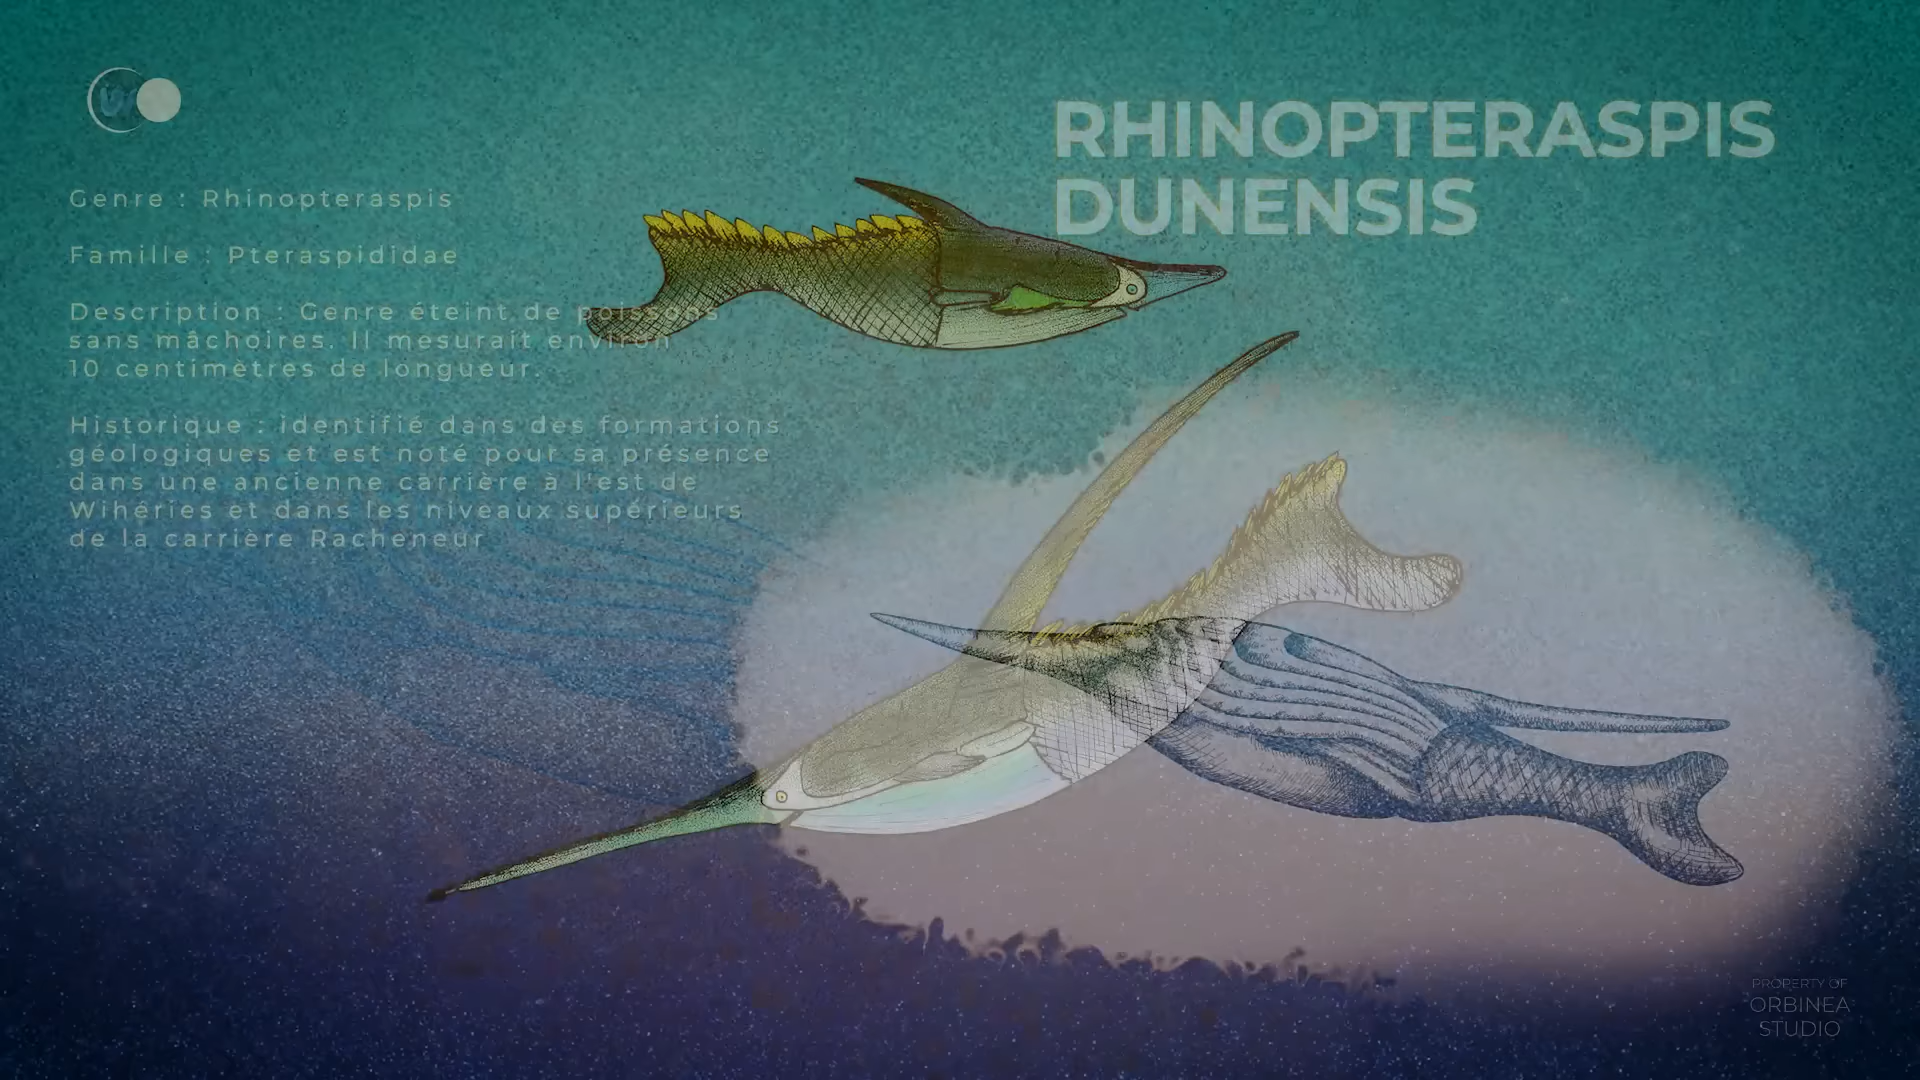 RHINOPTERASPIS
DUNENSIS
Genre : Rhinopteraspis
Famille : Pteraspididae
Description : Genre éteint de poissons
sans mâchoires. Il mesurait environ
10 centimètres de longueur.
Historique : identifié dans des formations
géologiques et est noté pour sa présence
dans une ancienne carrière à l'est de
Wihéries et dans les niveaux supérieurs
de la carrière Racheneur
PROPERTY OF
ORBINEA
STUDIO